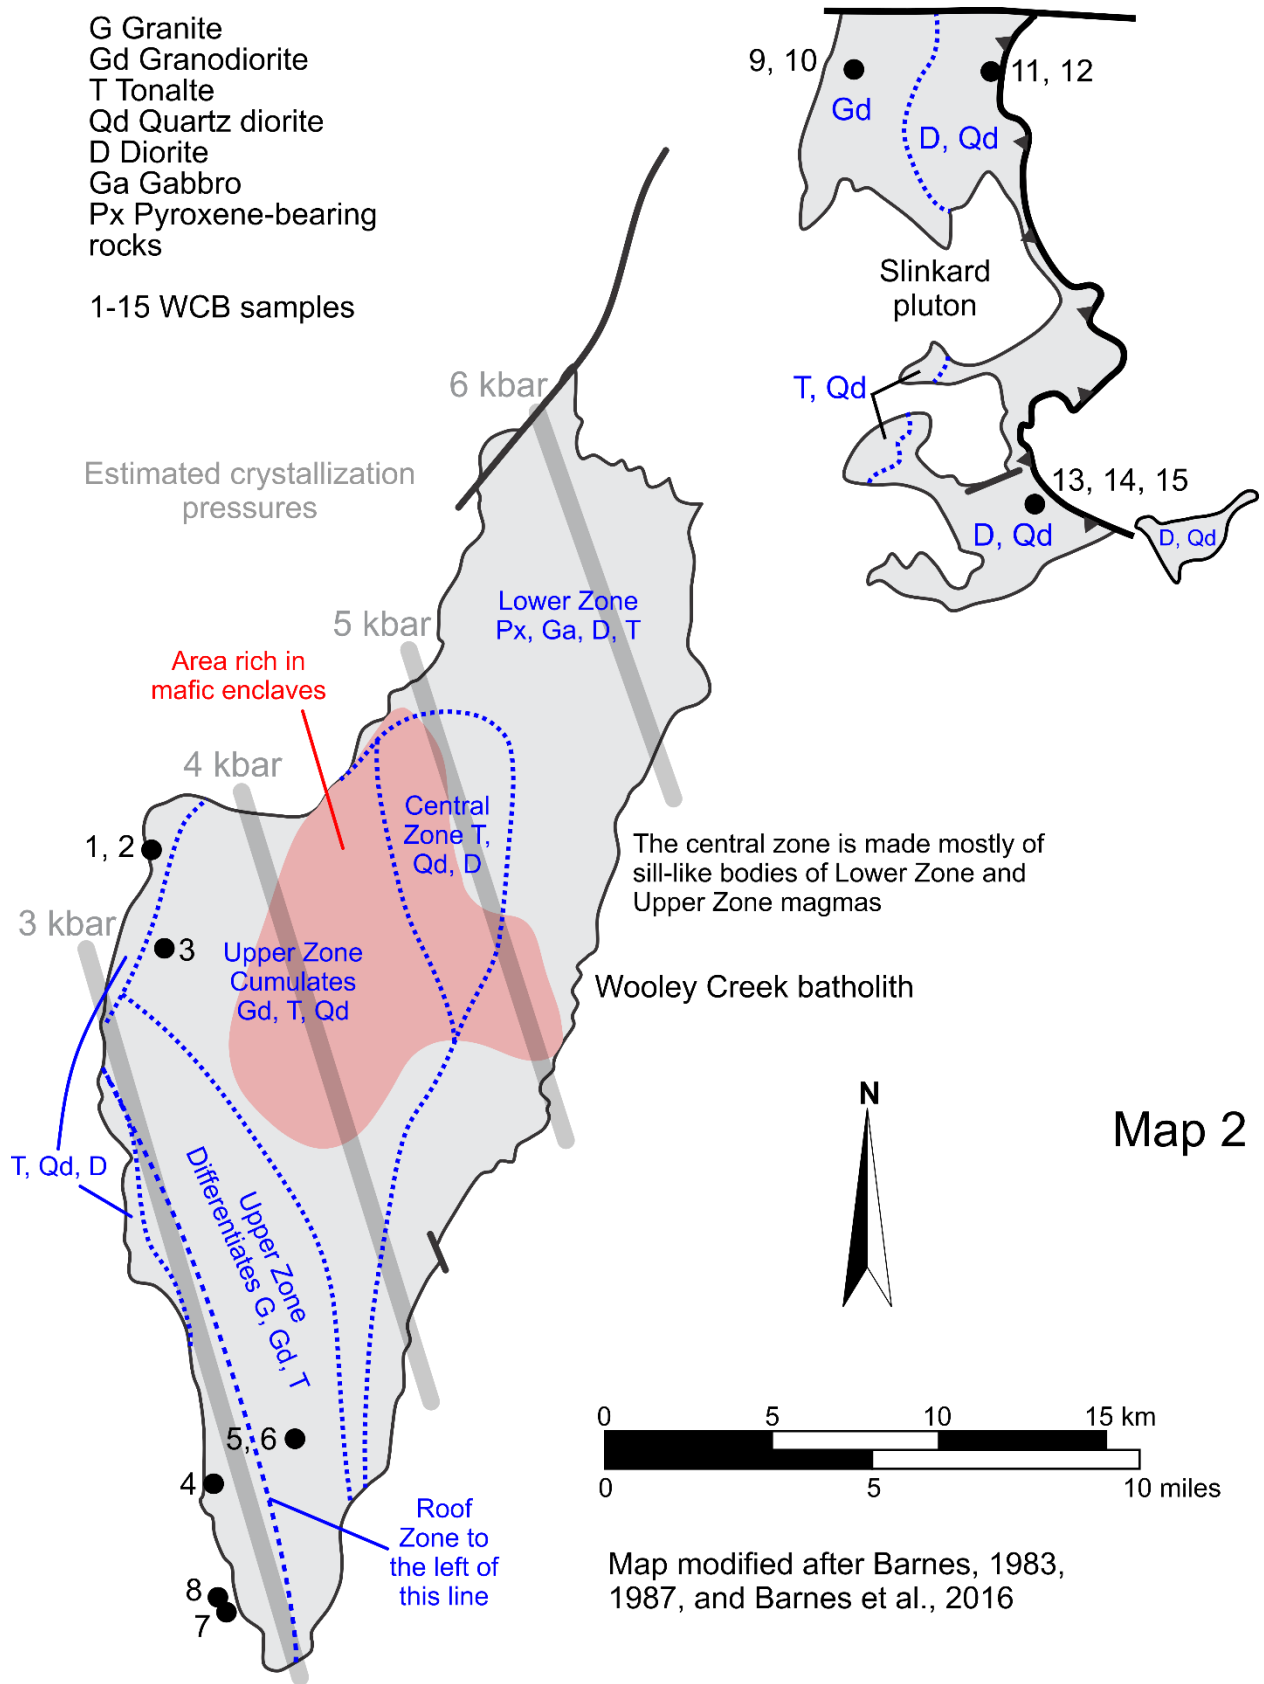 G Granite
Gd Granodiorite
T Tonalte
Qd Quartz diorite
D Diorite
Ga Gabbro
Px Pyroxene-bearing
rocks
1-15 WCB samples
9, 10
11, 12
Gd
D, Qd
Slinkard
pluton
T, Qd
13, 14, 15
D, Qd
D, Qd
6 kbar
Estimated crystallization
pressures
Lower Zone
Px, Ga, D, T
5 kbar
Area rich in
mafic enclaves
4 kbar
Central
Zone T,
Qd, D
1, 2
The central zone is made mostly of
sill-like bodies of Lower Zone and
Upper Zone magmas
3 kbar
3
Upper Zone
Cumulates
Gd, T, Qd
Wooley Creek batholith
N
Map 2
T, Qd, D
Upper Zone
Differentiates G, Gd, T
0 5 10 15 km
0 5 10 miles
5, 6
4
Roof
Zone to
the left of
this line
8
7
Map modified after Barnes, 1983,
1987, and Barnes et al., 2016